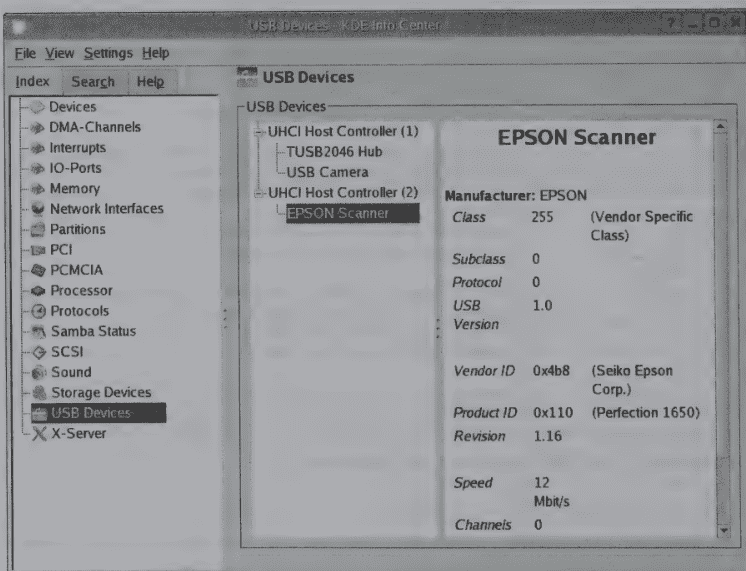 USB Devices - KDE Info Center
File View Settings Help
Index Search Help
Devices
DMA-Channels
Interrupts
IO-Ports
Memory
Network Interfaces
Partitions
PCI
PCMCIA
Processor
Protocols
Samba Status
SCSI
Sound
Storage Devices
USB Devices
X-Server
USB Devices
USB Devices
UHCI Host Controller (1)
TUSB2046 Hub
USB Camera
UHCI Host Controller (2)
EPSON Scanner
EPSON Scanner
Manufacturer: EPSON
Class 255 (Vendor Specific
Class)
Subclass 0
Protocol 0
USB 1.0
Version
Vendor ID 0x4b8 (Seiko Epson
Corp.)
Product ID 0x110 (Perfection 1650)
Revision 1.16
Speed 12
Mbit/s
Channels 0